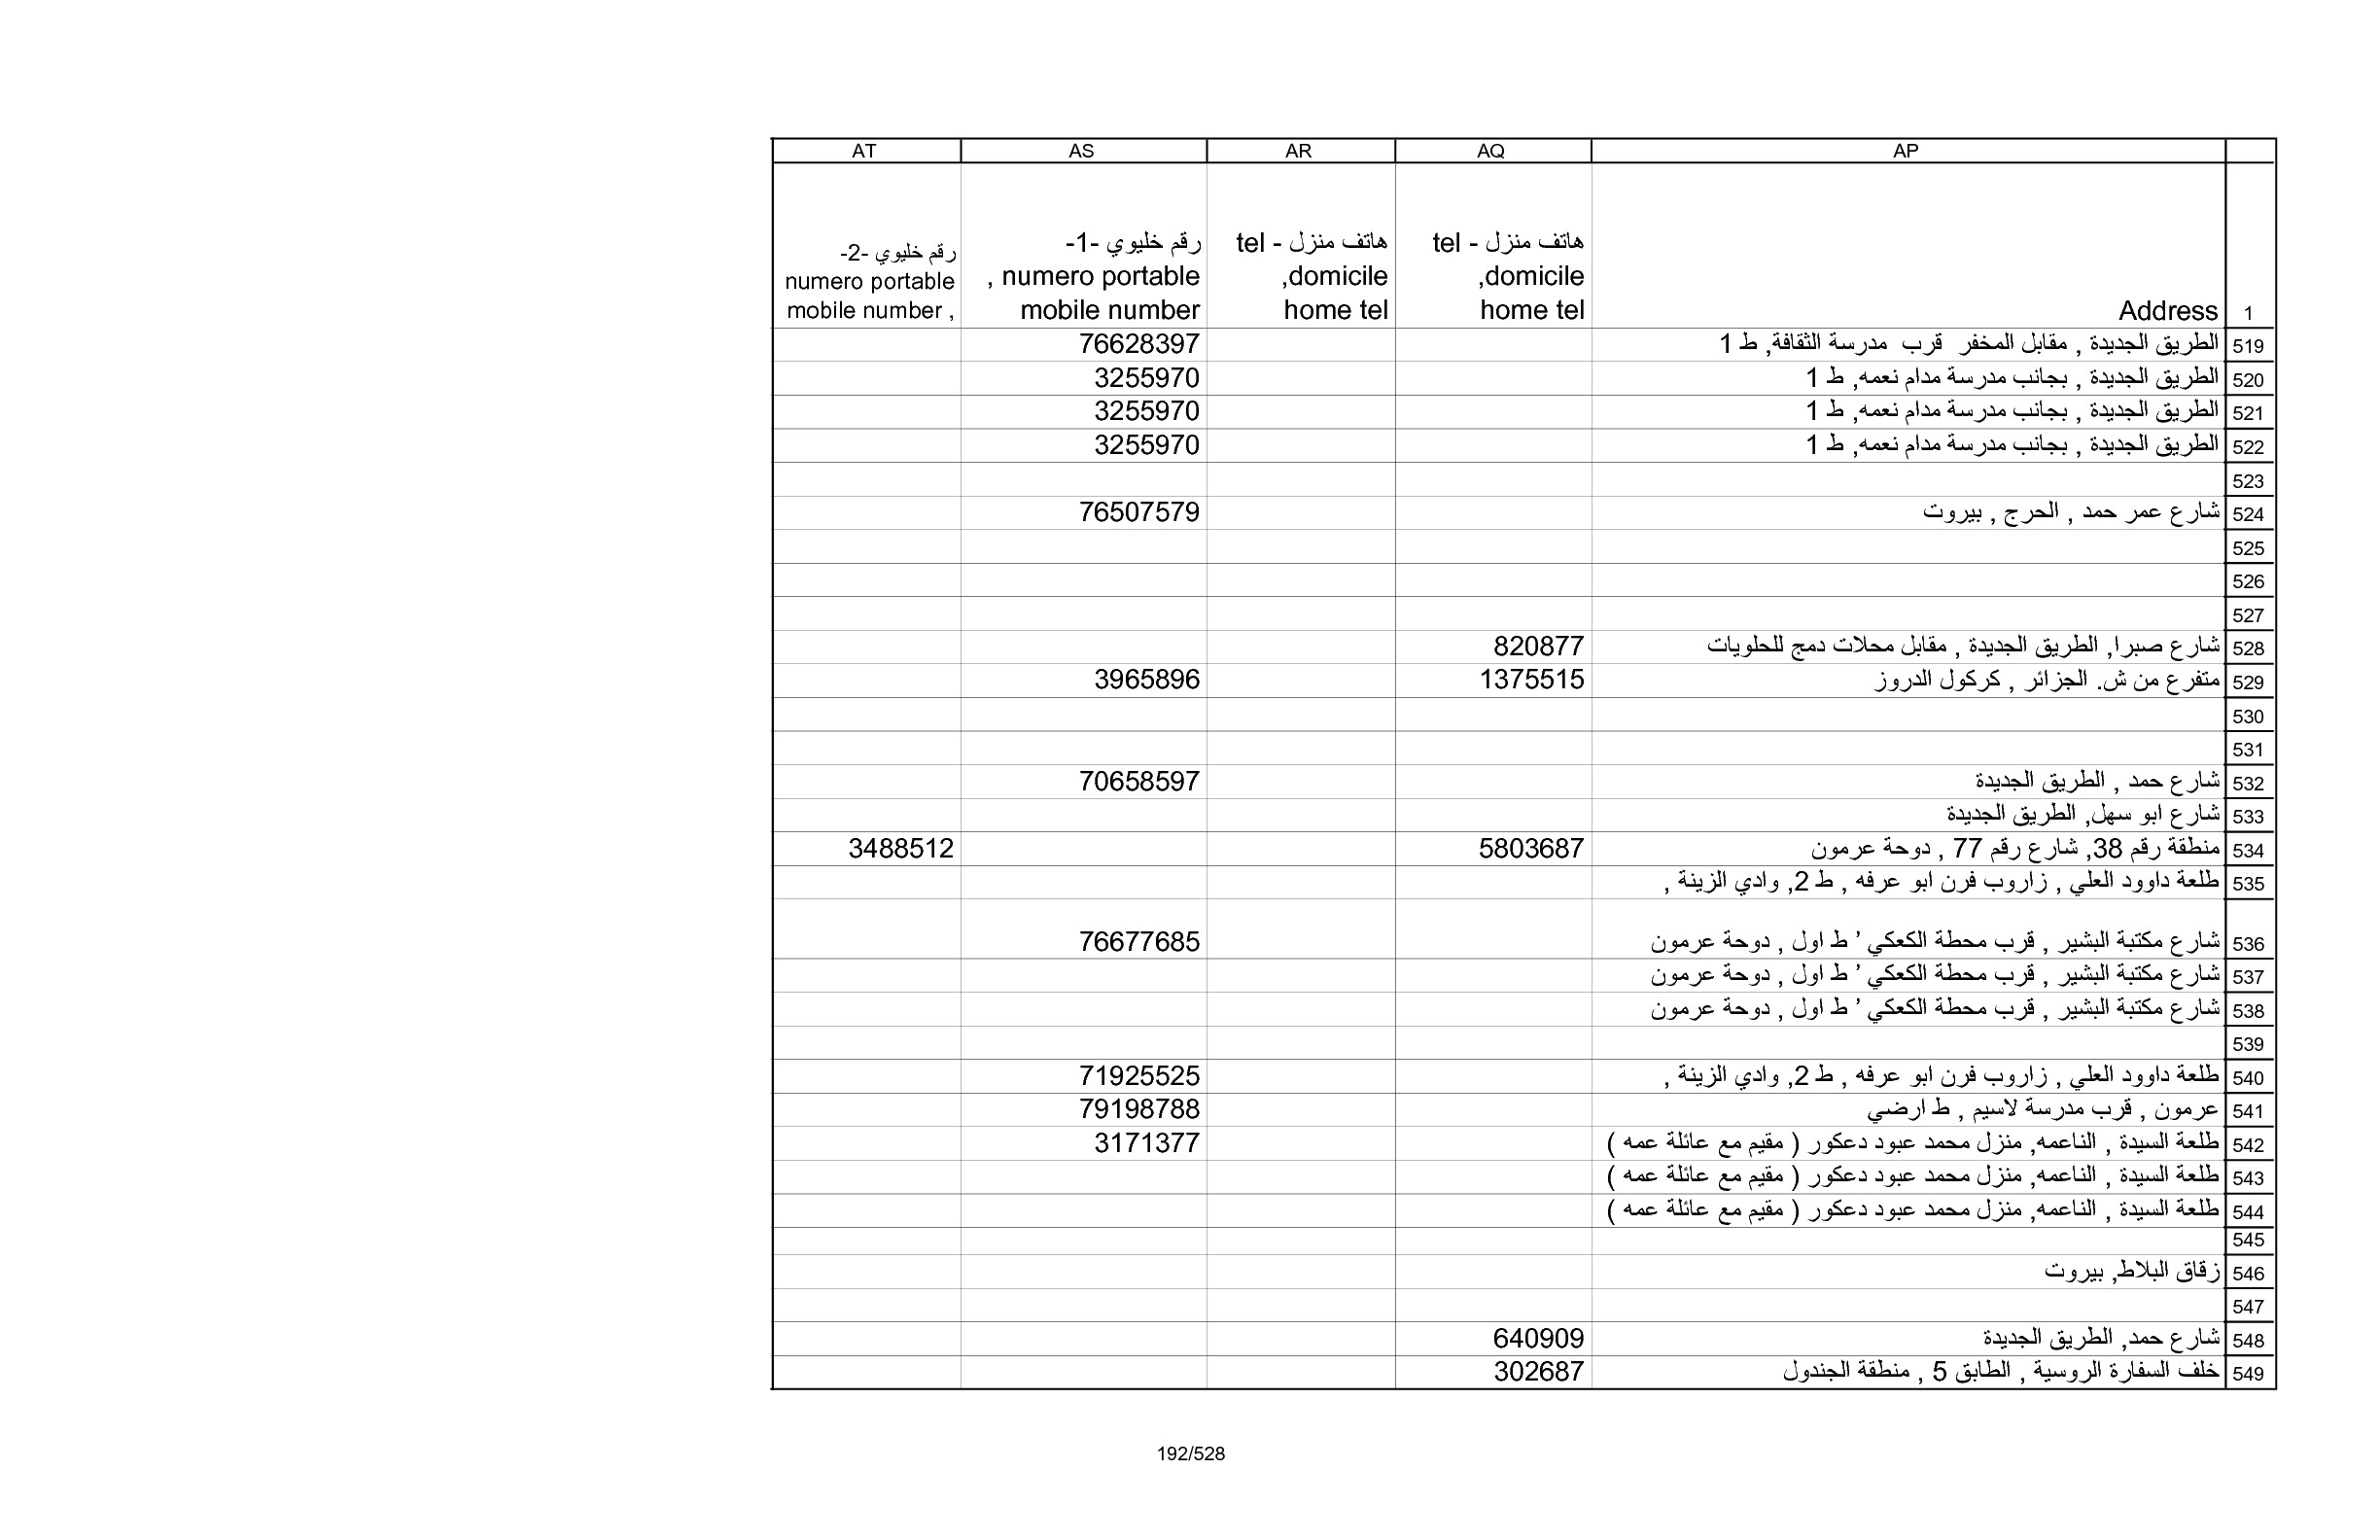 AP AQ AR AS AT
1 Address هاتف منزل - tel domicile, home tel هاتف منزل - tel domicile, home tel رقم خليوي -1- numero portable , mobile number رقم خليوي -2- numero portable mobile number ,
519 الطريق الجديدة , مقابل المخفر قرب مدرسة الثقافة, ط 1 76628397
520 الطريق الجديدة , بجانب مدرسة مدام نعمه, ط 1 3255970
521 الطريق الجديدة , بجانب مدرسة مدام نعمه, ط 1 3255970
522 الطريق الجديدة , بجانب مدرسة مدام نعمه, ط 1 3255970
523
524 شارع عمر حمد , الحرج , بيروت 76507579
525
526
527
528 شارع صبرا, الطريق الجديدة , مقابل محلات دمج للحلويات 820877
529 متفرع من ش. الجزائر , كركول الدروز 1375515 3965896
530
531
532 شارع حمد , الطريق الجديدة 70658597
533 شارع ابو سهل, الطريق الجديدة
534 منطقة رقم 38, شارع رقم 77 , دوحة عرمون 5803687 3488512
535 طلعة داوود العلي , زاروب فرن ابو عرفه , ط 2, وادي الزينة ,
536 شارع مكتبة البشير , قرب محطة الكعكي ' ط اول , دوحة عرمون 76677685
537 شارع مكتبة البشير , قرب محطة الكعكي ' ط اول , دوحة عرمون
538 شارع مكتبة البشير , قرب محطة الكعكي ' ط اول , دوحة عرمون
539
540 طلعة داوود العلي , زاروب فرن ابو عرفه , ط 2, وادي الزينة , 71925525
541 عرمون , قرب مدرسة لاسيم , ط ارضي 79198788
542 طلعة السيدة , الناعمه, منزل محمد عبود دعكور ( مقيم مع عائلة عمه ) 3171377
543 طلعة السيدة , الناعمه, منزل محمد عبود دعكور ( مقيم مع عائلة عمه )
544 طلعة السيدة , الناعمه, منزل محمد عبود دعكور ( مقيم مع عائلة عمه )
545
546 زقاق البلاط, بيروت
547
548 شارع حمد, الطريق الجديدة 640909
549 خلف السفارة الروسية , الطابق 5 , منطقة الجندول 302687
192/528